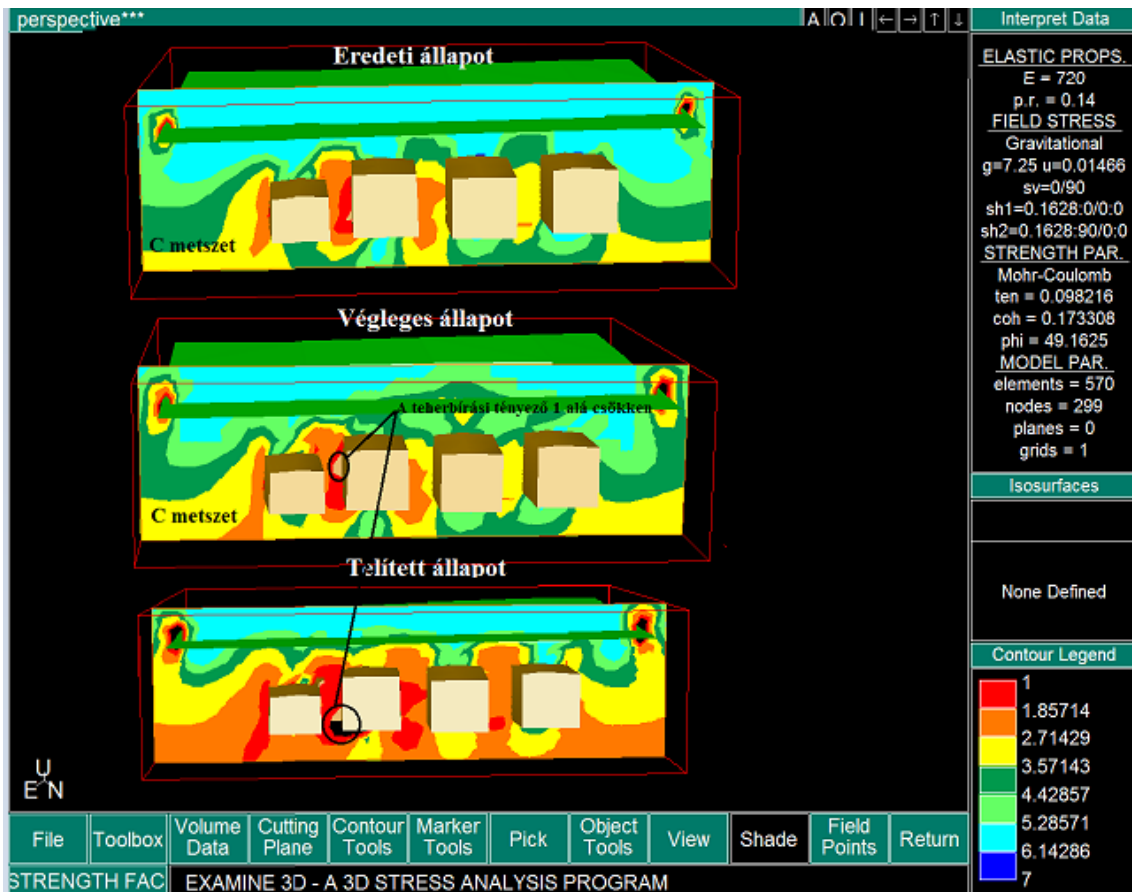 perspective***
A O I ← → ↑ ↓
Eredeti állapot
C metszet
Végleges állapot
A teherbírási tényező 1 alá csőkken
C metszet
Telített állapot
U
E N
Interpret Data
ELASTIC PROPS.
E = 720
p.r. = 0.14
FIELD STRESS
Gravitational
g=7.25 u=0.01466
sv=0/90
sh1=0.1628:0/0:0
sh2=0.1628:90/0:0
STRENGTH PAR.
Mohr-Coulomb
ten = 0.098216
coh = 0.173308
phi = 49.1625
MODEL PAR.
elements = 570
nodes = 299
planes = 0
grids = 1
Isosurfaces
None Defined
Contour Legend
1
1.85714
2.71429
3.57143
4.42857
5.28571
6.14286
7
File
Toolbox
Volume
Data
Cutting
Plane
Contour
Tools
Marker
Tools
Pick
Object
Tools
View
Shade
Field
Points
Return
STRENGTH FAC
EXAMINE 3D - A 3D STRESS ANALYSIS PROGRAM